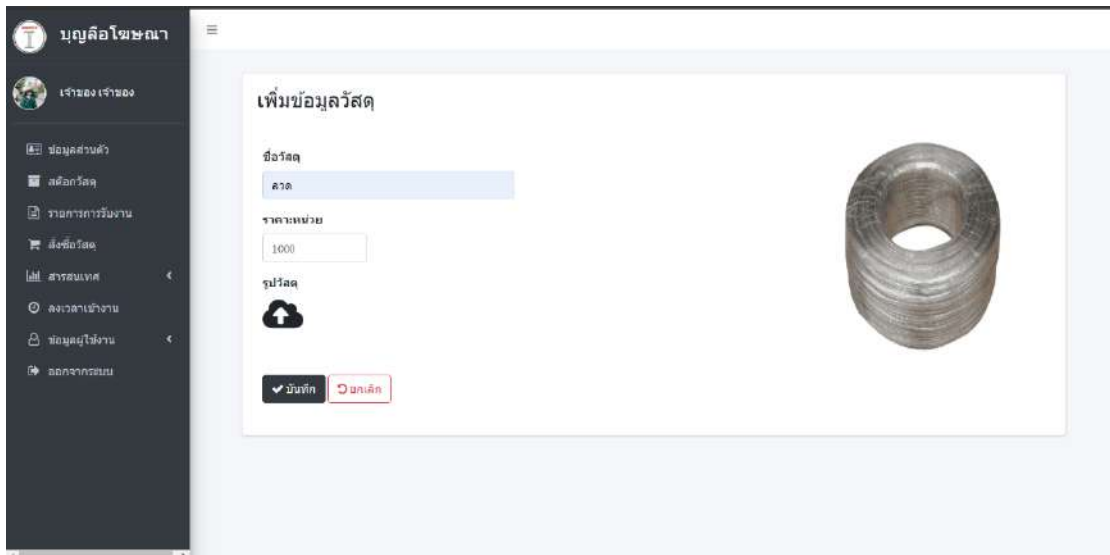 บุญลือโฆษณา
เจ้าของ เจ้าของ
ข้อมูลส่วนตัว
สต๊อกวัสดุ
รายการการรับงาน
สั่งซื้อวัสดุ
สารสนเทศ
ลงเวลาเข้างาน
ข้อมูลผู้ใช้งาน
ออกจากระบบ
เพิ่มข้อมูลวัสดุ
ชื่อวัสดุ
ลวด
ราคา:หน่วย
1000
รูปวัสดุ
บันทึก
ยกเลิก